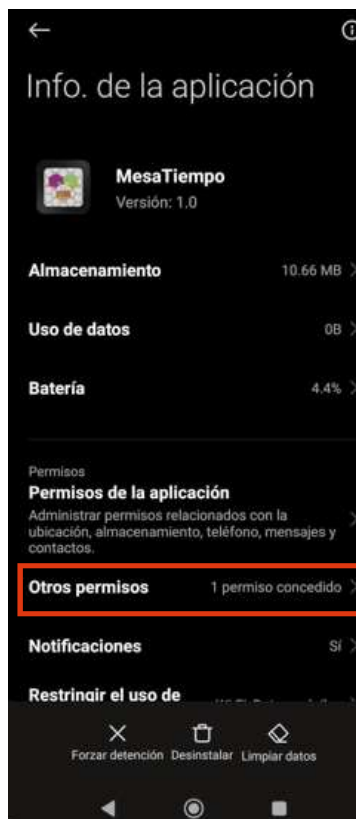 Info. de la aplicación
MesaTiempo
Versión: 1.0
Almacenamiento 10.66 MB
Uso de datos 0B
Batería 4.4%
Permisos
Permisos de la aplicación
Administrar permisos relacionados con la
ubicación, almacenamiento, teléfono, mensajes y
contactos.
Otros permisos 1 permiso concedido
Notificaciones Sí
Restringir el uso de
Forzar detención Desinstalar Limpiar datos